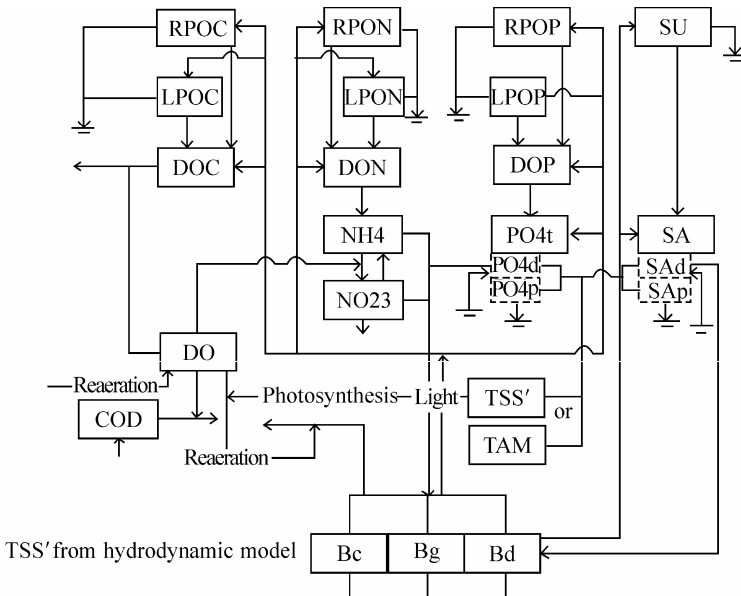 RPOC RPON RPOP SU
LPOC LPON LPOP
DOC DON DOP
NH4 PO4t SA
PO4d SAd
NO23 PO4p SAp
DO
Reaeration
Photosynthesis Light TSS′
COD or
TAM
Reaeration
TSS′ from hydrodynamic model Bc Bg Bd